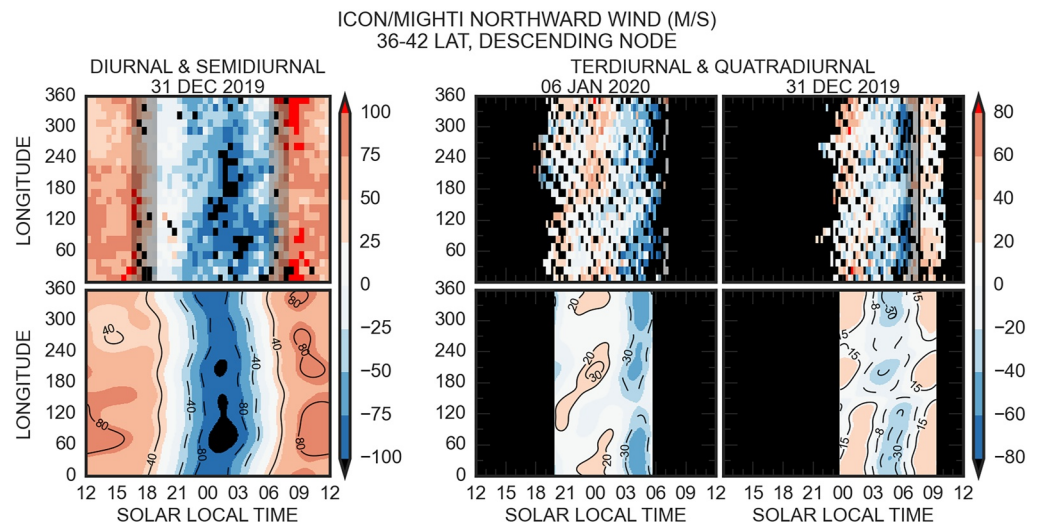 ICON/MIGHTI NORTHWARD WIND (M/S)
36-42 LAT, DESCENDING NODE
DIURNAL & SEMIDIURNAL
31 DEC 2019
TERDIURNAL & QUATRADIURNAL
06 JAN 2020 31 DEC 2019
LONGITUDE
360
300
240
180
120
60
100
75
50
25
0
−25
−50
−75
−100
80
60
40
20
0
−20
−40
−60
−80
LONGITUDE
360
300
240
180
120
60
0
40 80 80 40 40 40 80 80 80 40 80
20 20 30 30 20 30
8 30 15 5 15 15 15 8 30 15
12 15 18 21 00 03 06 09 12
12 15 18 21 00 03 06 09 12 15 18 21 00 03 06 09 12
SOLAR LOCAL TIME SOLAR LOCAL TIME SOLAR LOCAL TIME